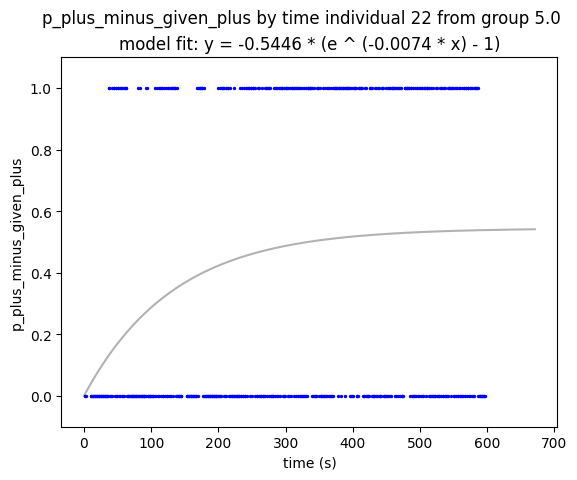 p_plus_minus_given_plus by time individual 22 from group 5.0
model fit: y = -0.5446 * (e ^ (-0.0074 * x) - 1)
1.0
0.8
0.6
0.4
0.2
0.0
p_plus_minus_given_plus
0 100 200 300 400 500 600 700
time (s)